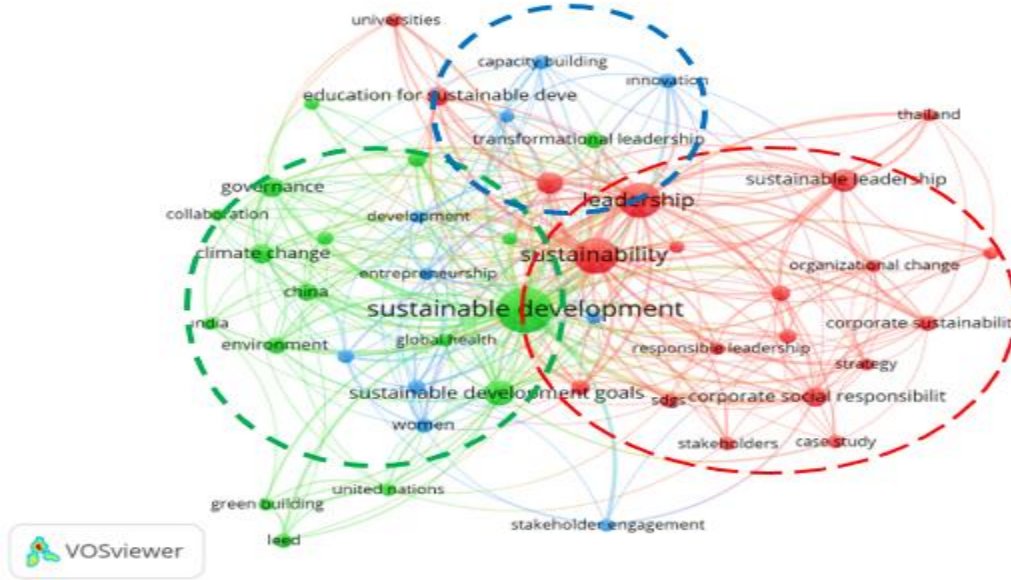 universities
capacity building
innovation
education for sustainable deve
thailand
transformational leadership
sustainable leadership
governance
leadership
collaboration
development
climate change
sustainability
organizational change
entrepreneurship
china
sustainable development
india
corporate sustainabilit
environment
global health
responsible leadership
strategy
sustainable development goals
sdgs
corporate social responsibilit
women
stakeholders
case study
united nations
green building
stakeholder engagement
leed
VOSviewer